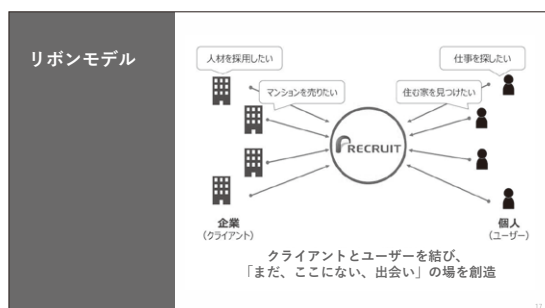 リボンモデル
人材を採用したい
仕事を探したい
マンションを売りたい
住む家を見つけたい
RECRUIT
企業
(クライアント)
個人
(ユーザー)
クライアントとユーザーを結び、
「まだ、ここにない、出会い」の場を創造
17